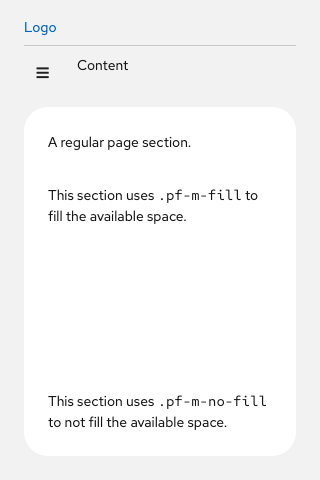 Logo
Content
A regular page section.
This section uses .pf-m-fill to
fill the available space.
This section uses .pf-m-no-fill
to not fill the available space.